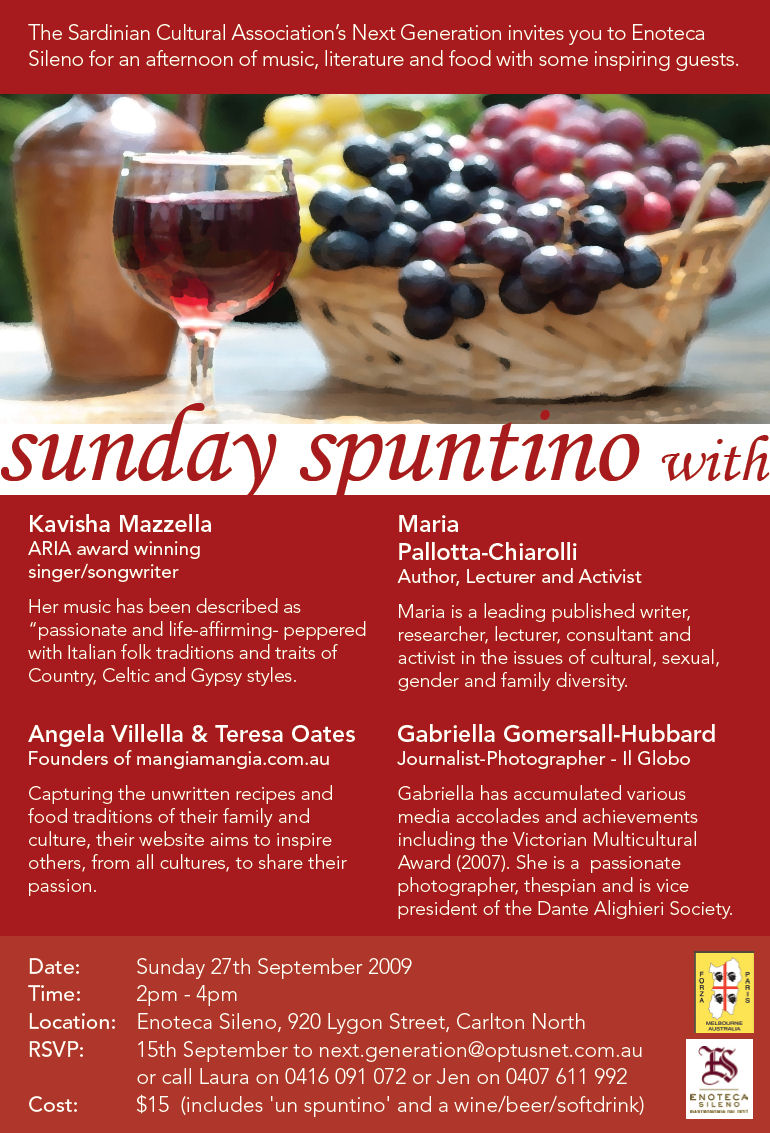 The Sardinian Cultural Association’s Next Generation invites you to Enoteca
Sileno for an afternoon of music, literature and food with some inspiring guests.
sunday spuntino with
Kavisha Mazzella
ARIA award winning
singer/songwriter
Her music has been described as
“passionate and life-affirming- peppered
with Italian folk traditions and traits of
Country, Celtic and Gypsy styles.
Maria
Pallotta-Chiarolli
Author, Lecturer and Activist
Maria is a leading published writer,
researcher, lecturer, consultant and
activist in the issues of cultural, sexual,
gender and family diversity.
Angela Villella & Teresa Oates
Founders of mangiamangia.com.au
Capturing the unwritten recipes and
food traditions of their family and
culture, their website aims to inspire
others, from all cultures, to share their
passion.
Gabriella Gomersall-Hubbard
Journalist-Photographer - Il Globo
Gabriella has accumulated various
media accolades and achievements
including the Victorian Multicultural
Award (2007). She is a  passionate
photographer, thespian and is vice
president of the Dante Alighieri Society.
Date: Sunday 27th September 2009
Time: 2pm - 4pm
Location: Enoteca Sileno, 920 Lygon Street, Carlton North
RSVP: 15th September to next.generation@optusnet.com.au
or call Laura on 0416 091 072 or Jen on 0407 611 992
Cost: $15  (includes 'un spuntino' and a wine/beer/softdrink)
FORZA
PARIS
MELBOURNE
AUSTRALIA
ES
ENOTECA
SILENO